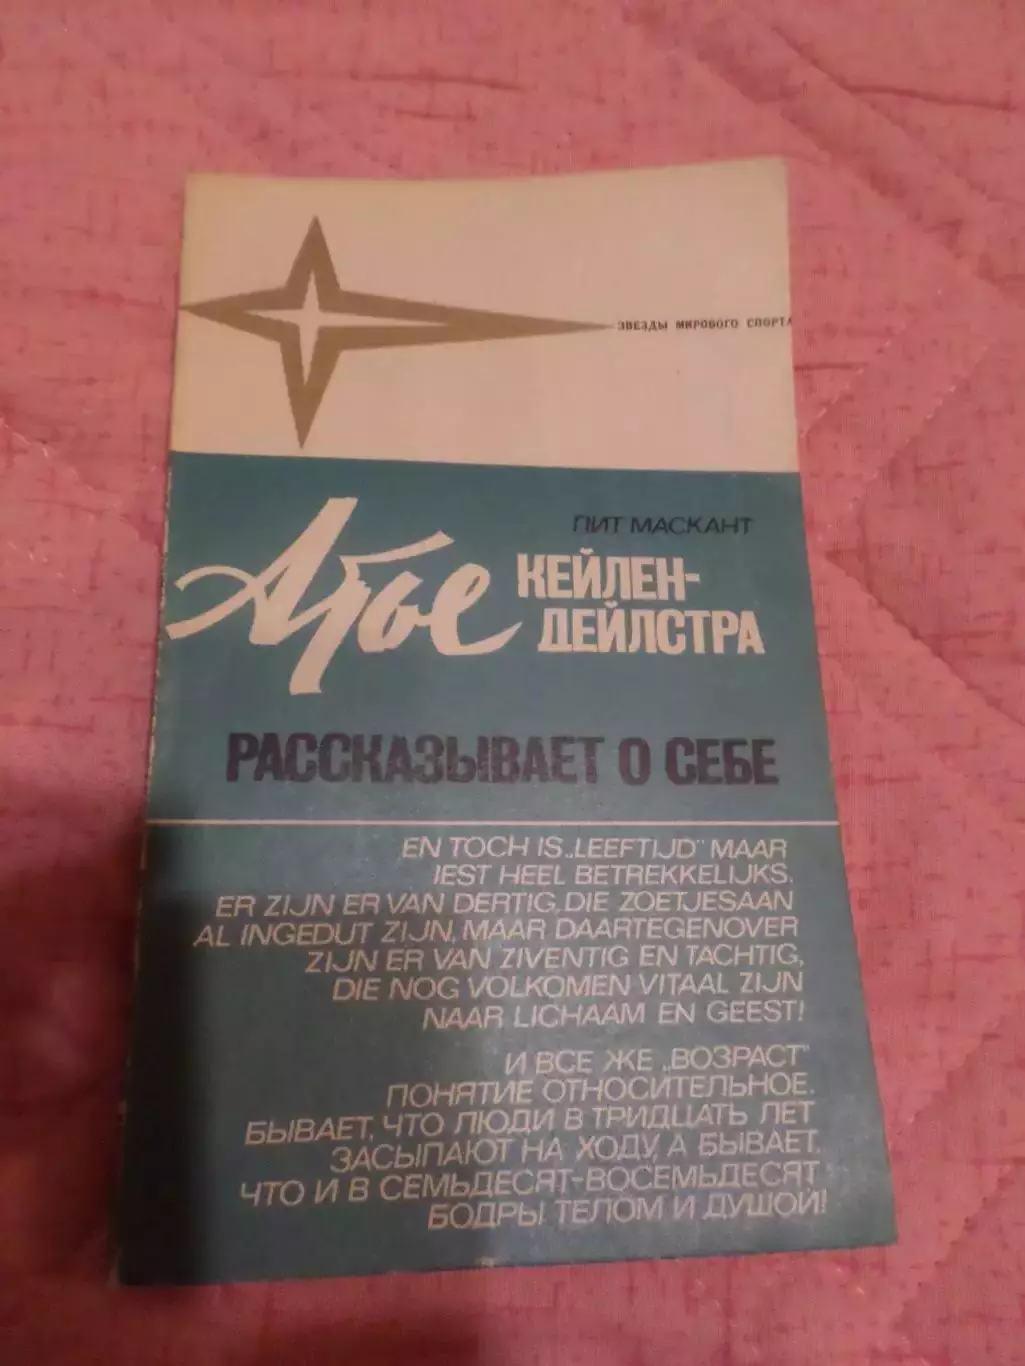 ЗВЕЗДЫ МИРОВОГО СПОРТА
ПИТ МАСКАНТ
Атье КЕЙЛЕН-
ДЕЙЛСТРА
РАССКАЗЫВАЕТ О СЕБЕ
EN TOCH IS „LEEFTIJD" MAAR
IEST HEEL BETREKKELIJKS.
ER ZIJN ER VAN DERTIG, DIE ZOETJESAAN
AL INGEDUT ZIJN, MAAR DAARTEGENOVER
ZIJN ER VAN ZIVENTIG EN TACHTIG,
DIE NOG VOLKOMEN VITAAL ZIJN
NAAR LICHAAM EN GEEST!
И ВСЕ ЖЕ „ВОЗРАСТ"
ПОНЯТИЕ ОТНОСИТЕЛЬНОЕ.
БЫВАЕТ, ЧТО ЛЮДИ В ТРИДЦАТЬ ЛЕТ
ЗАСЫПАЮТ НА ХОДУ, А БЫВАЕТ,
ЧТО И В СЕМЬДЕСЯТ-ВОСЕМЬДЕСЯТ
БОДРЫ ТЕЛОМ И ДУШОЙ!